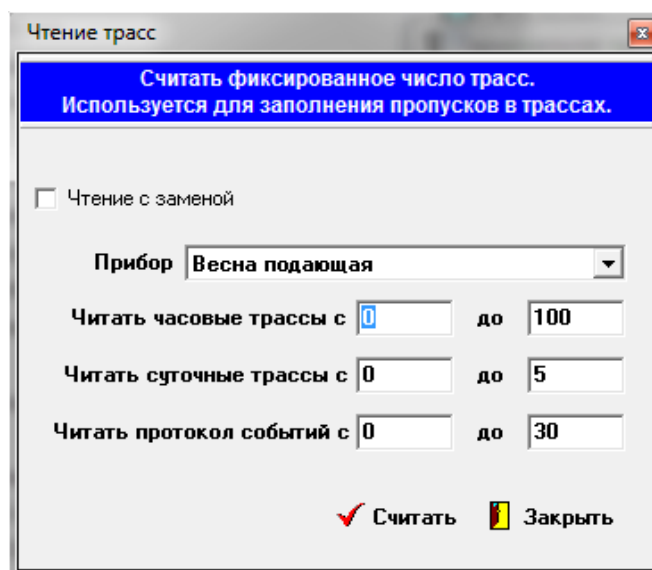 Чтение трасс
Считать фиксированное число трасс.
Используется для заполнения пропусков в трассах.
Чтение с заменой
Прибор Весна подающая
Читать часовые трассы с 0 до 100
Читать суточные трассы с 0 до 5
Читать протокол событий с 0 до 30
Считать Закрыть